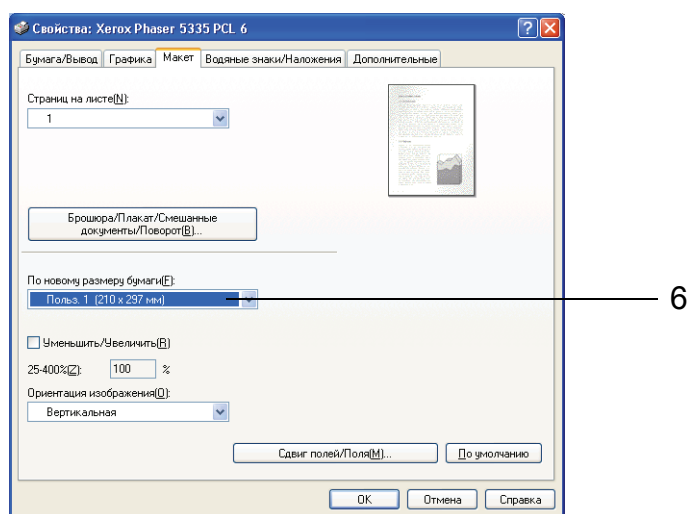 Свойства: Xerox Phaser 5335 PCL 6
Бумага/Вывод Графика Макет Водяные знаки/Наложения Дополнительные
Страниц на листе(N):
1
Брошюра/Плакат/Смешанные
документы/Поворот(B)...
По новому размеру бумаги(F):
Польз. 1 (210 x 297 мм)
6
Уменьшить/Увеличить(R)
25-400%(Z): 100 %
Ориентация изображения(O):
Вертикальная
Сдвиг полей/Поля(M)... По умолчанию
OK Отмена Справка